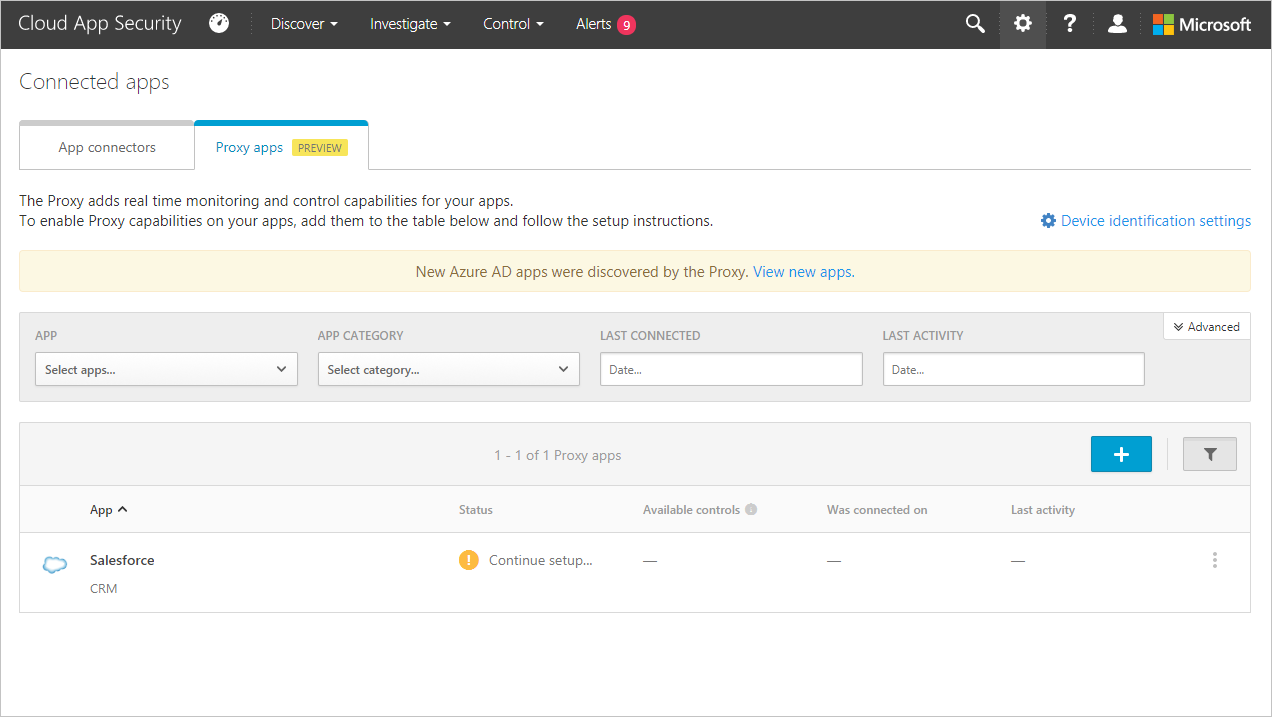 Cloud App Security Discover Investigate Control Alerts 9 ? Microsoft
Connected apps
App connectors Proxy apps PREVIEW
The Proxy adds real time monitoring and control capabilities for your apps.
To enable Proxy capabilities on your apps, add them to the table below and follow the setup instructions. Device identification settings
New Azure AD apps were discovered by the Proxy. View new apps.
Advanced
APP APP CATEGORY LAST CONNECTED LAST ACTIVITY
Select apps... Select category... Date... Date...
1 - 1 of 1 Proxy apps +
App Status Available controls Was connected on Last activity
Salesforce ! Continue setup... — — —
CRM